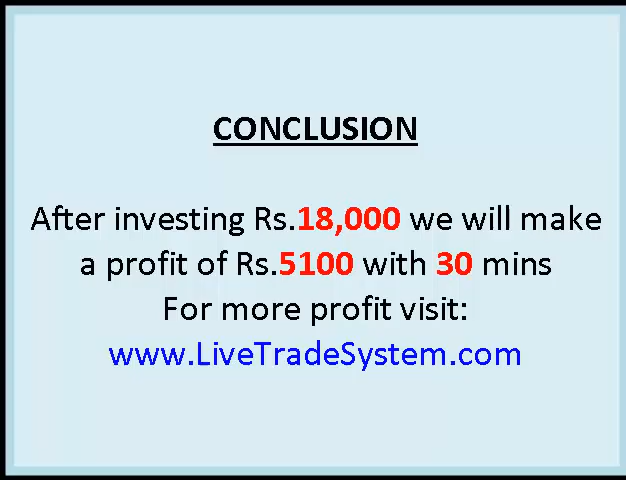 CONCLUSION
After investing Rs.18,000 we will make
a profit of Rs.5100 with 30 mins
For more profit visit:
www.LiveTradeSystem.com